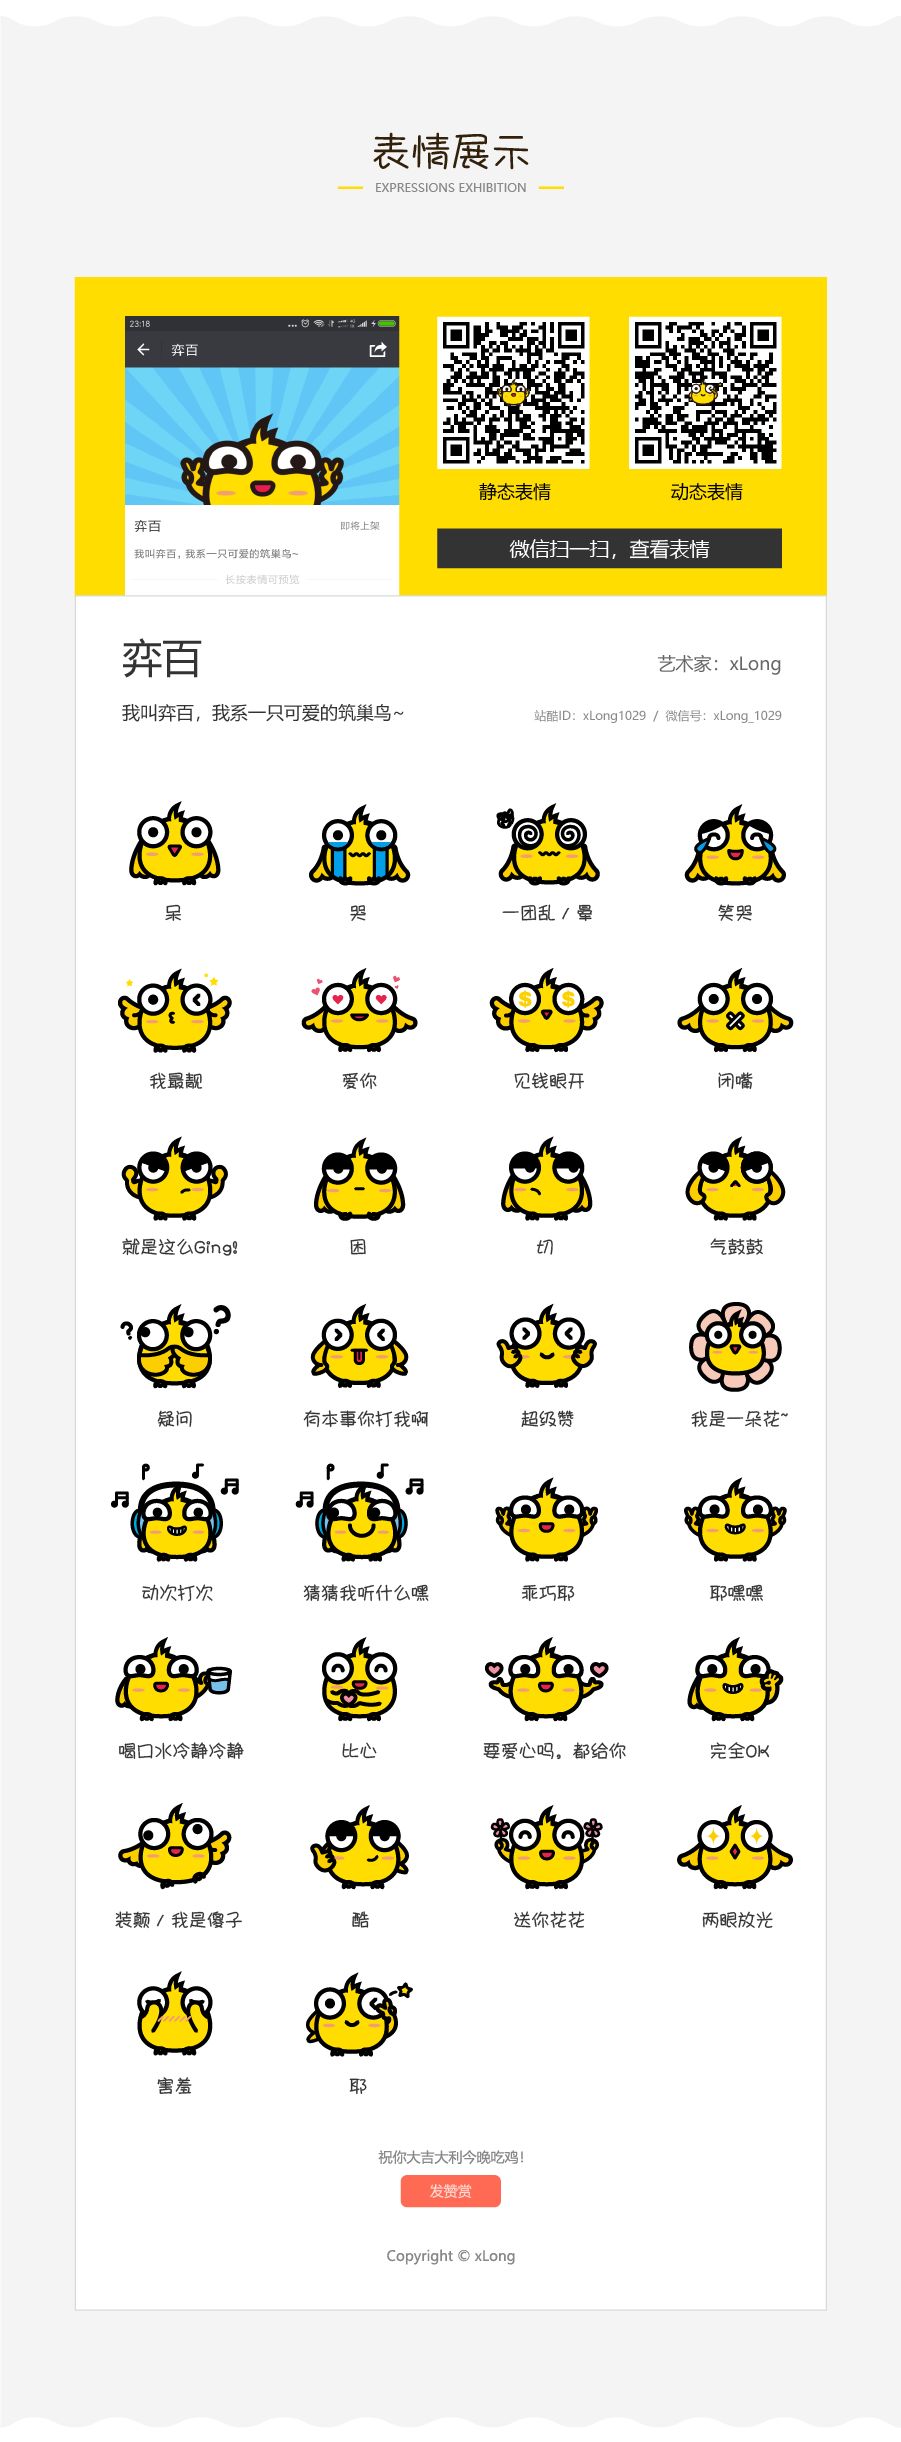 表情展示
EXPRESSIONS EXHIBITION
23:18
弈百
弈百
即将上架
我叫弈百，我系一只可爱的筑巢鸟~
长按表情可预览
静态表情
动态表情
微信扫一扫，查看表情
弈百
艺术家：xLong
我叫弈百，我系一只可爱的筑巢鸟~
站酷ID：xLong1029 / 微信号：xLong_1029
呆
哭
一团乱 / 晕
笑哭
我最靓
爱你
见钱眼开
闭嘴
就是这么Ging!
困
切
气鼓鼓
疑问
有本事你打我啊
超级赞
我是一朵花~
动次打次
猜猜我听什么嘿
乖巧耶
耶嘿嘿
喝口水冷静冷静
比心
要爱心吗。都给你
完全OK
装颠 / 我是傻子
酷
送你花花
两眼放光
害羞
耶
祝你大吉大利今晚吃鸡！
发赞赏
Copyright © xLong